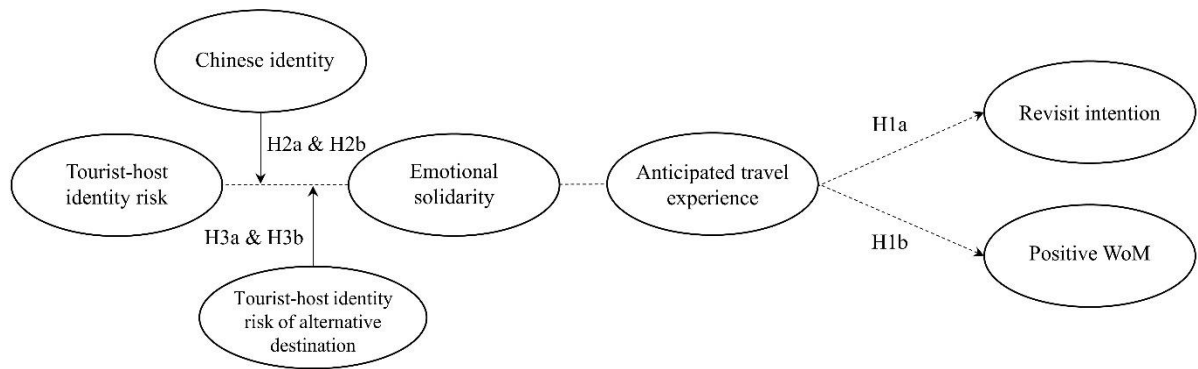 Chinese identity
H2a & H2b
Tourist-host
identity risk
Emotional
solidarity
Anticipated travel
experience
H1a
Revisit intention
H3a & H3b
H1b
Positive WoM
Tourist-host identity
risk of alternative
destination